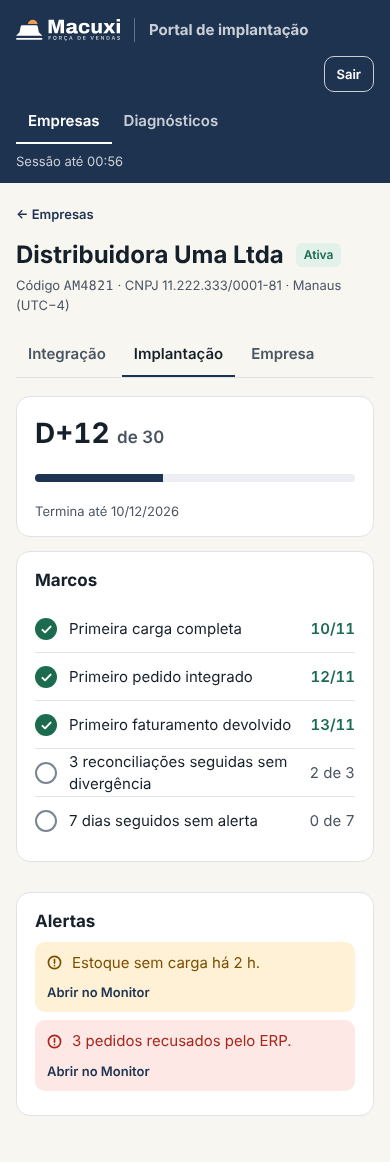 Macuxi
FORÇA DE VENDAS
Portal de implantação
Sair
Empresas
Diagnósticos
Sessão até 00:56
← Empresas
Distribuidora Uma Ltda
Ativa
Código AM4821 · CNPJ 11.222.333/0001-81 · Manaus
(UTC−4)
Integração
Implantação
Empresa
D+12 de 30
Termina até 10/12/2026
Marcos
Primeira carga completa 10/11
Primeiro pedido integrado 12/11
Primeiro faturamento devolvido 13/11
3 reconciliações seguidas sem
divergência
2 de 3
7 dias seguidos sem alerta 0 de 7
Alertas
Estoque sem carga há 2 h.
Abrir no Monitor
3 pedidos recusados pelo ERP.
Abrir no Monitor